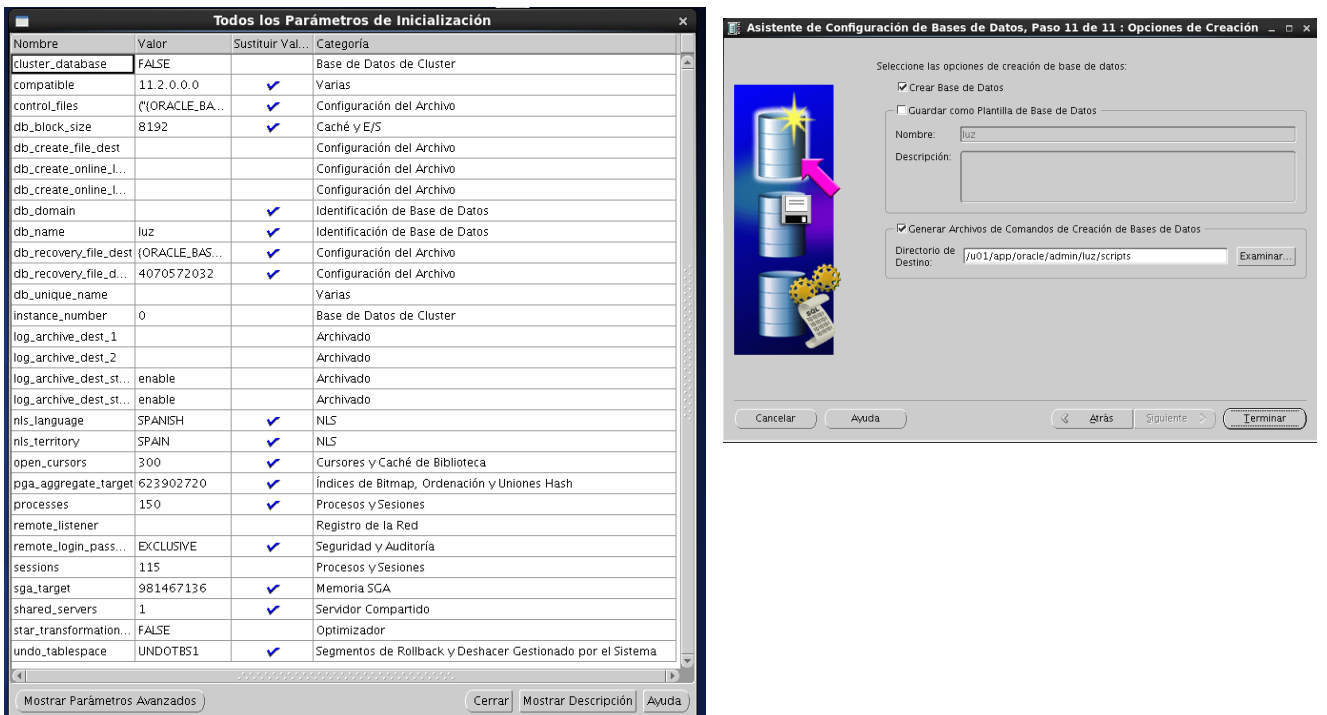 Todos los Parámetros de Inicialización
Nombre Valor Sustituir Val... Categoría
cluster_database FALSE Base de Datos de Cluster
compatible 11.2.0.0.0 Varias
control_files ("{ORACLE_BA... Configuración del Archivo
db_block_size 8192 Caché y E/S
db_create_file_dest Configuración del Archivo
db_create_online_l... Configuración del Archivo
db_create_online_l... Configuración del Archivo
db_domain Identificación de Base de Datos
db_name luz Identificación de Base de Datos
db_recovery_file_dest {ORACLE_BAS... Configuración del Archivo
db_recovery_file_d... 4070572032 Configuración del Archivo
db_unique_name Varias
instance_number 0 Base de Datos de Cluster
log_archive_dest_1 Archivado
log_archive_dest_2 Archivado
log_archive_dest_st... enable Archivado
log_archive_dest_st... enable Archivado
nls_language SPANISH NLS
nls_territory SPAIN NLS
open_cursors 300 Cursores y Caché de Biblioteca
pga_aggregate_target 623902720 Índices de Bitmap, Ordenación y Uniones Hash
processes 150 Procesos y Sesiones
remote_listener Registro de la Red
remote_login_pass... EXCLUSIVE Seguridad y Auditoría
sessions 115 Procesos y Sesiones
sga_target 981467136 Memoria SGA
shared_servers 1 Servidor Compartido
star_transformation... FALSE Optimizador
undo_tablespace UNDOTBS1 Segmentos de Rollback y Deshacer Gestionado por el Sistema
Mostrar Parámetros Avanzados Cerrar Mostrar Descripción Ayuda
Asistente de Configuración de Bases de Datos, Paso 11 de 11 : Opciones de Creación
Seleccione las opciones de creación de base de datos:
Crear Base de Datos
Guardar como Plantilla de Base de Datos
Nombre: luz
Descripción:
Generar Archivos de Comandos de Creación de Bases de Datos
Directorio de Destino: /u01/app/oracle/admin/luz/scripts Examinar...
SQL
Cancelar Ayuda Atrás Siguiente Terminar